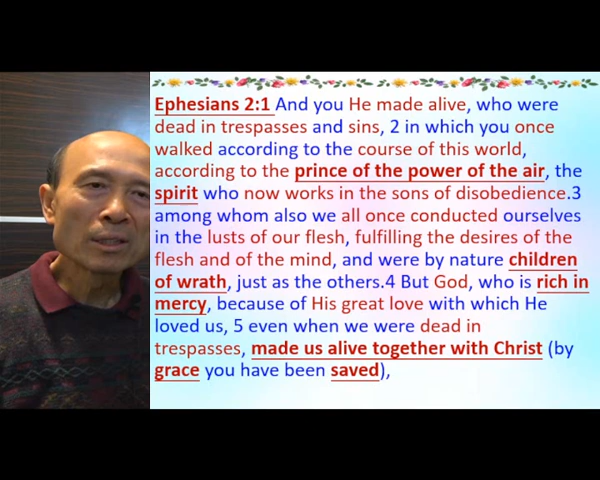 Ephesians 2:1 And you He made alive, who were
dead in trespasses and sins, 2 in which you once
walked according to the course of this world,
according to the prince of the power of the air, the
spirit who now works in the sons of disobedience.3
among whom also we all once conducted ourselves
in the lusts of our flesh, fulfilling the desires of the
flesh and of the mind, and were by nature children
of wrath, just as the others.4 But God, who is rich in
mercy, because of His great love with which He
loved us, 5 even when we were dead in
trespasses, made us alive together with Christ (by
grace you have been saved),